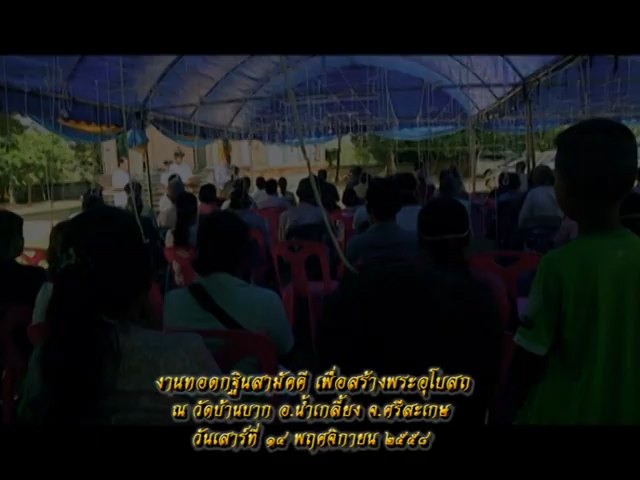 งานทอดกฐินสามัคคี เพื่อสร้างพระอุโบสถ
ณ วัดบ้านบาก อ.น้ำเกลี้ยง จ.ศรีสะเกษ
วันเสาร์ที่ ๑๔ พฤศจิกายน ๒๕๕๘